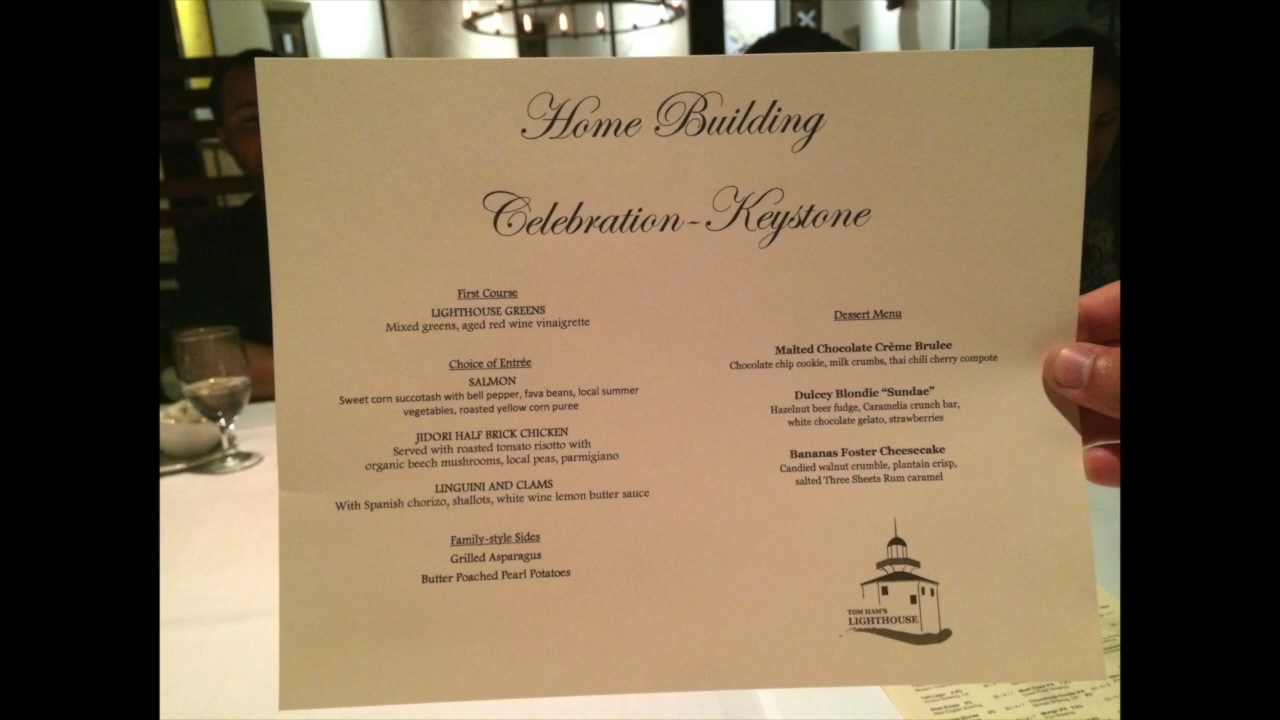 Home Building
Celebration-Keystone
First Course
LIGHTHOUSE GREENS
Mixed greens, aged red wine vinaigrette
Choice of Entrée
SALMON
Sweet corn succotash with bell pepper, fava beans, local summer
vegetables, roasted yellow corn puree
JIDORI HALF BRICK CHICKEN
Served with roasted tomato risotto with
organic beech mushrooms, local peas, parmigiano
LINGUINI AND CLAMS
With Spanish chorizo, shallots, white wine lemon butter sauce
Family-style Sides
Grilled Asparagus
Butter Poached Pearl Potatoes
Dessert Menu
Malted Chocolate Crème Brulee
Chocolate chip cookie, milk crumbs, thai chili cherry compote
Dulcey Blondie “Sundae”
Hazelnut beer fudge, Caramelia crunch bar,
white chocolate gelato, strawberries
Bananas Foster Cheesecake
Candied walnut crumble, plantain crisp,
salted Three Sheets Rum caramel
TOM HAM'S
LIGHTHOUSE